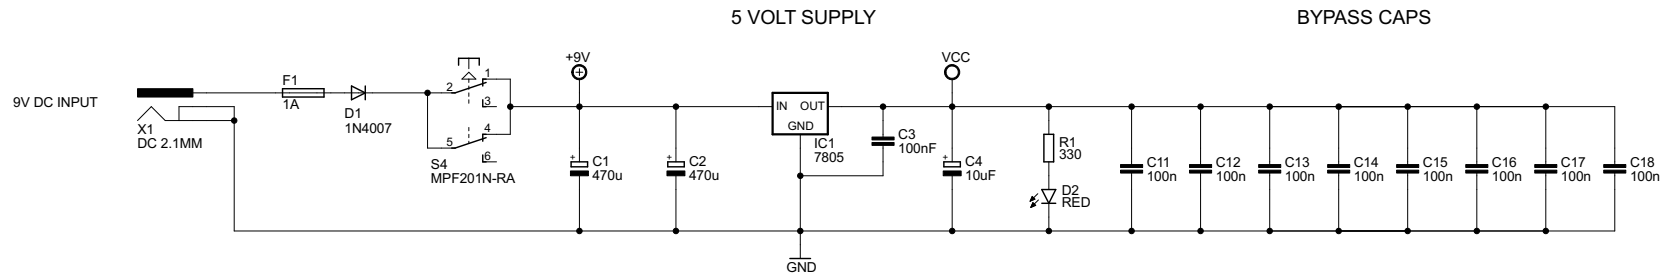 5 VOLT SUPPLY
BYPASS CAPS
9V DC INPUT
X1
DC 2.1MM
F1
1A
D1
1N4007
2
1
3
5
4
6
S4
MPF201N-RA
+9V
+
C1
470u
+
C2
470u
IN OUT
GND
IC1
7805
C3
100nF
VCC
+
C4
10uF
R1
330
D2
RED
C11
100n
C12
100n
C13
100n
C14
100n
C15
100n
C16
100n
C17
100n
C18
100n
GND